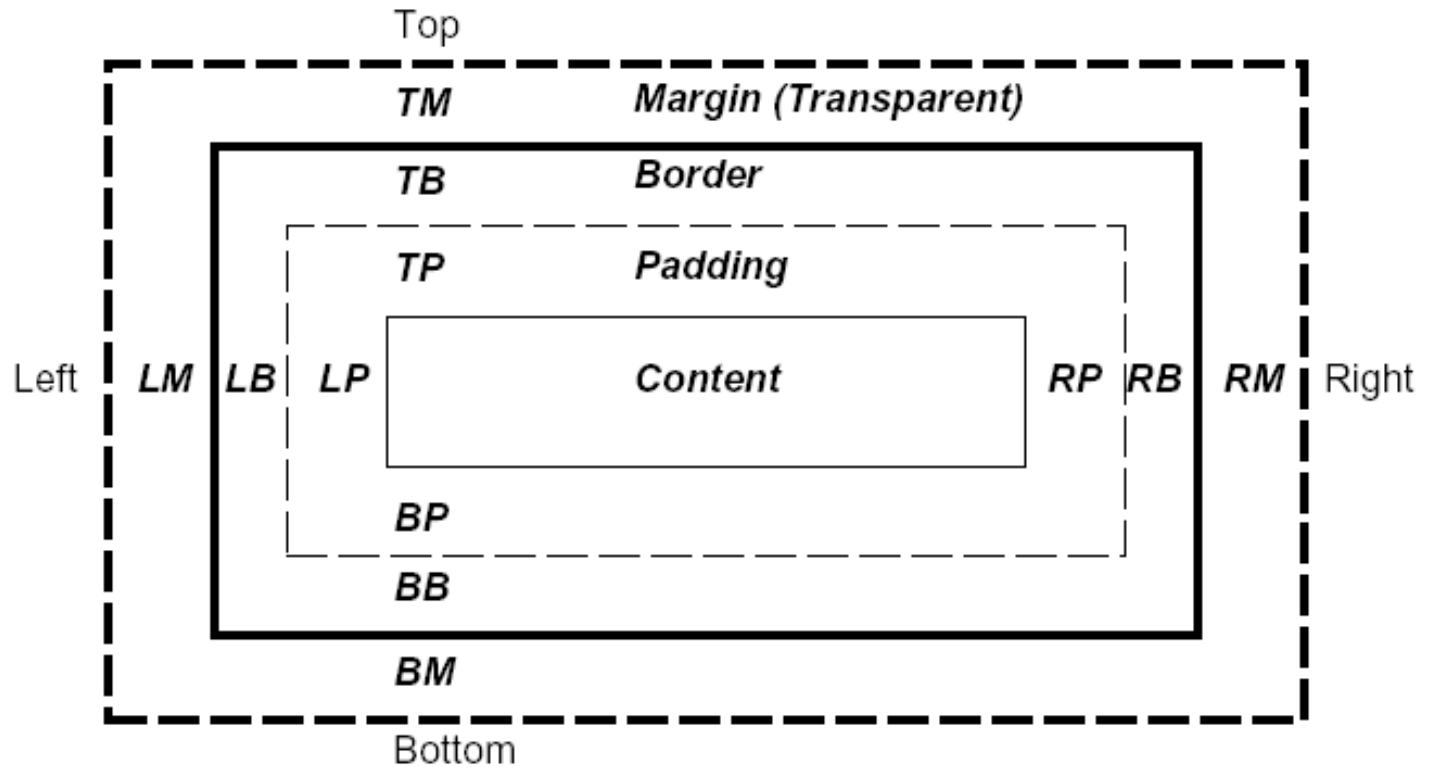 Top
TM Margin (Transparent)
TB Border
TP Padding
Left LM LB LP Content RP RB RM Right
BP
BB
BM
Bottom